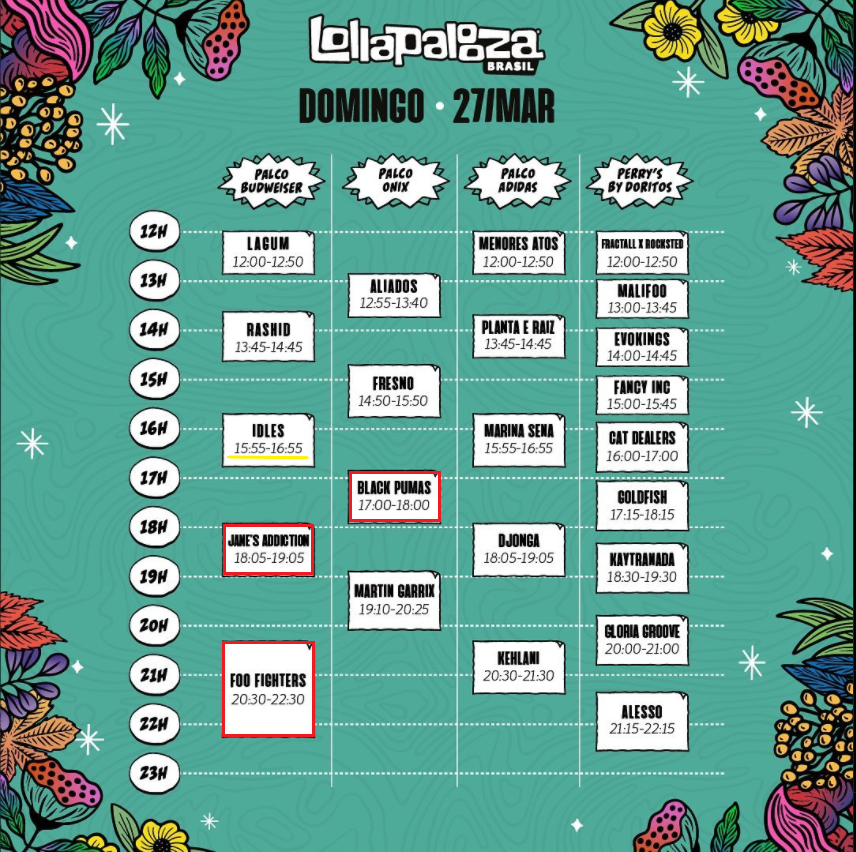 Lollapalooza
BRASIL
DOMINGO • 27/MAR
PALCO
BUDWEISER
PALCO
ONIX
PALCO
ADIDAS
PERRY'S
BY DORITOS
12H
LAGUM
12:00-12:50
MENORES ATOS
12:00-12:50
FRACTALL X ROCKSTED
12:00-12:50
13H
ALIADOS
12:55-13:40
MALIFOO
13:00-13:45
14H
RASHID
13:45-14:45
PLANTA E RAIZ
13:45-14:45
EVOKINGS
14:00-14:45
15H
FRESNO
14:50-15:50
FANCY INC
15:00-15:45
16H
IDLES
15:55-16:55
MARINA SENA
15:55-16:55
CAT DEALERS
16:00-17:00
17H
BLACK PUMAS
17:00-18:00
GOLDFISH
17:15-18:15
18H
JANE'S ADDICTION
18:05-19:05
DJONGA
18:05-19:05
KAYTRANADA
18:30-19:30
19H
MARTIN GARRIX
19:10-20:25
20H
GLORIA GROOVE
20:00-21:00
21H
FOO FIGHTERS
20:30-22:30
KEHLANI
20:30-21:30
22H
ALESSO
21:15-22:15
23H